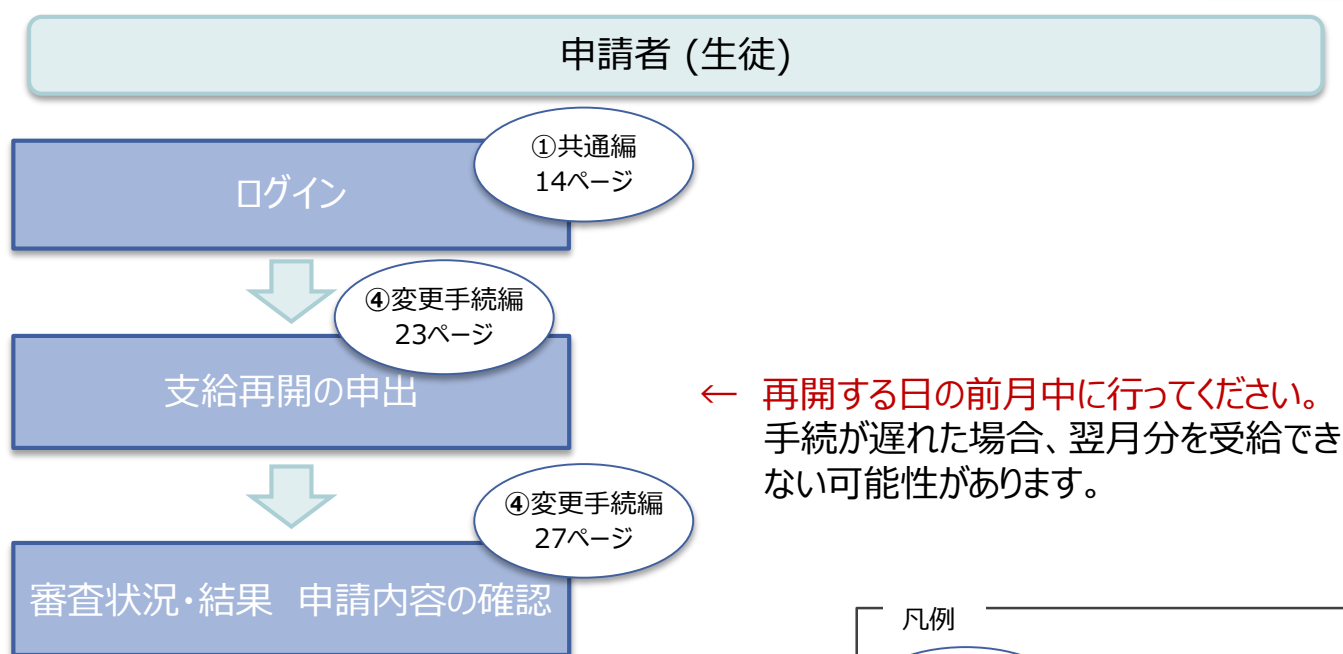 申請者 (生徒)
①共通編
14ページ
ログイン
④変更手続編
23ページ
支給再開の申出
← 再開する日の前月中に行ってください。
手続が遅れた場合、翌月分を受給でき
ない可能性があります。
④変更手続編
27ページ
審査状況・結果　申請内容の確認
凡例